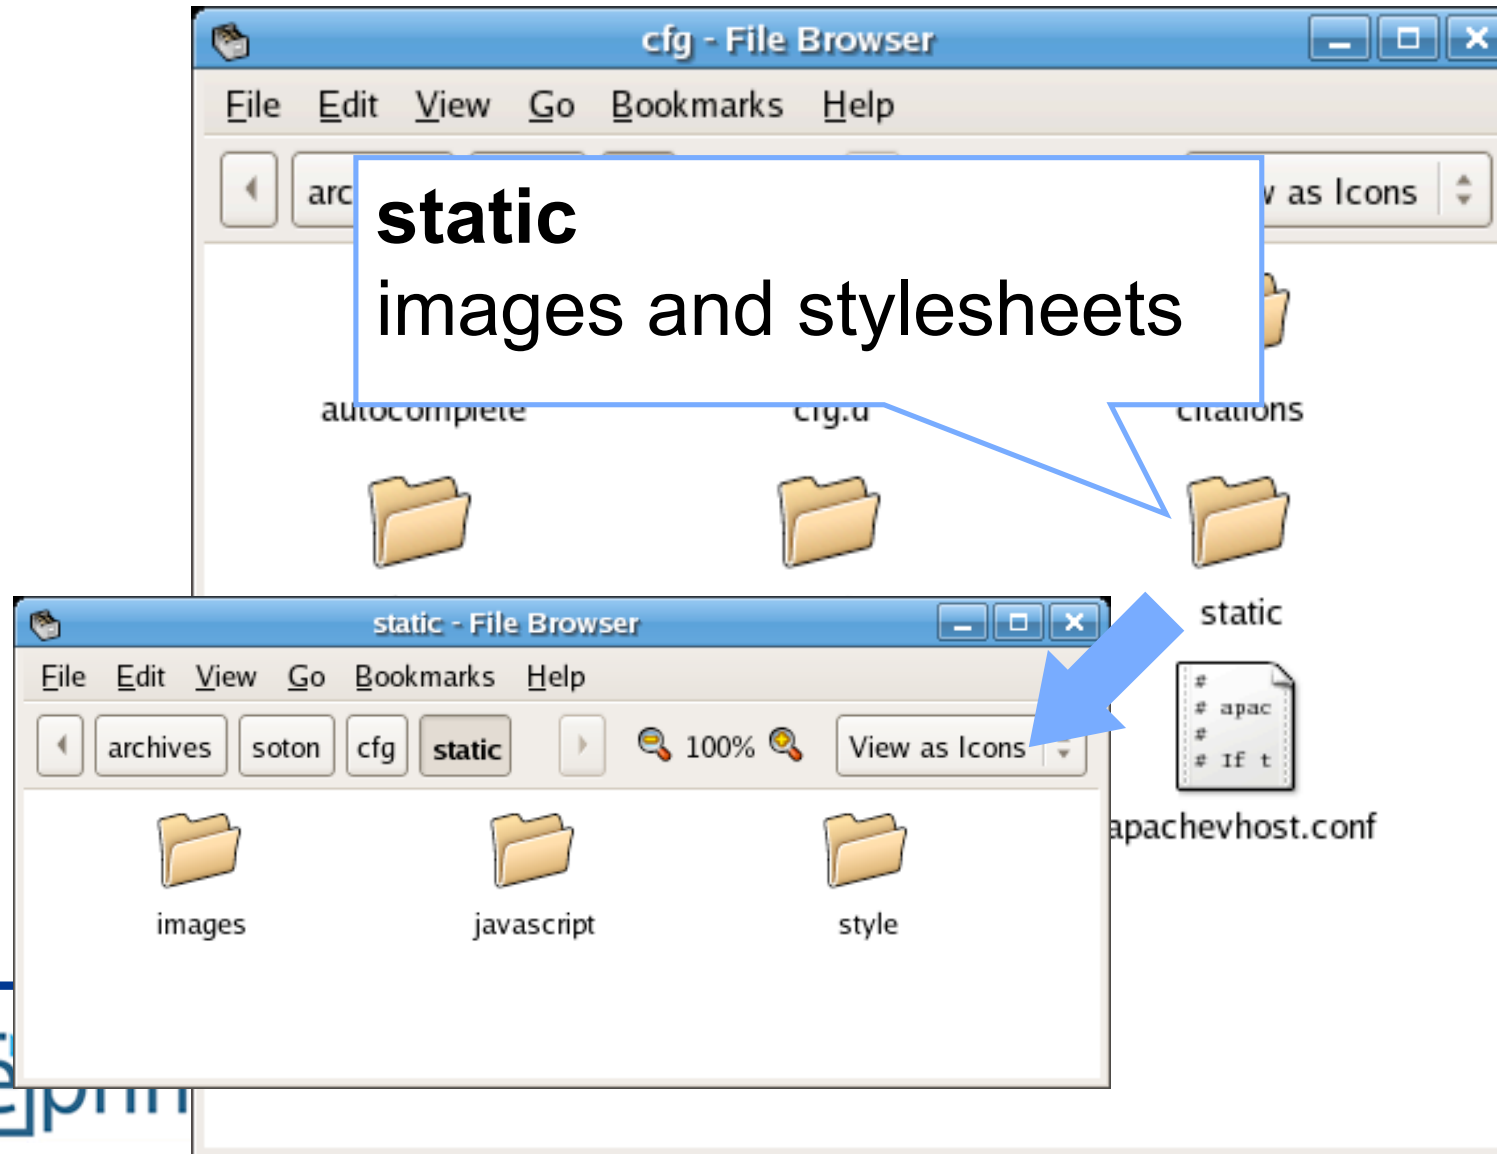 cfg - File Browser
File Edit View Go Bookmarks Help
as Icons
static
images and stylesheets
autocomplete cfg.d citations
static
static - File Browser
File Edit View Go Bookmarks Help
archives soton cfg static 100% View as Icons
#
# apac
#
# If t
apachevhost.conf
images javascript style